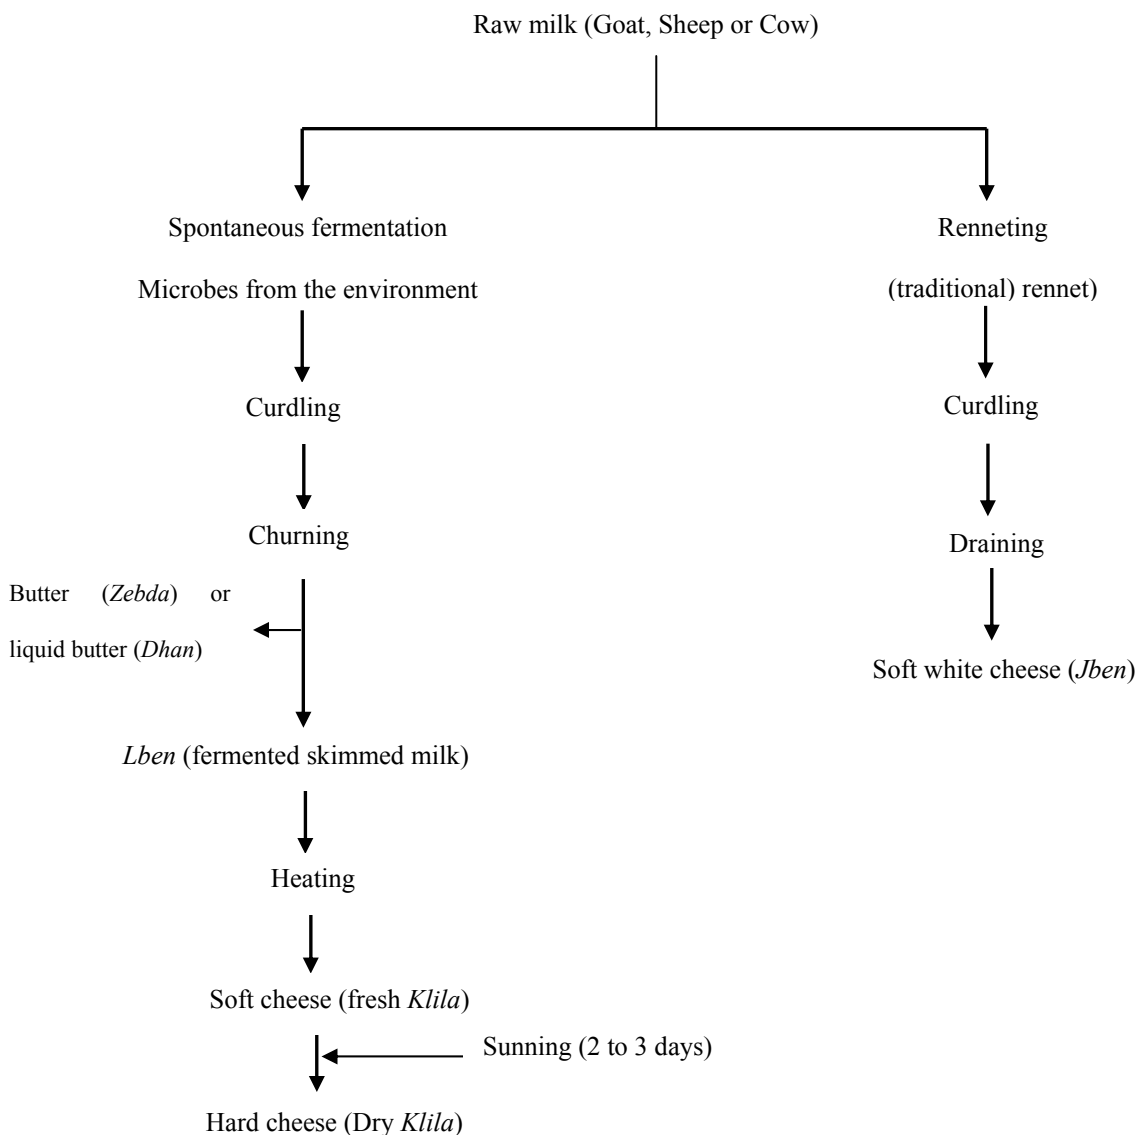 Raw milk (Goat, Sheep or Cow)
Spontaneous fermentation
Microbes from the environment
Curdling
Churning
Butter (Zebda) or
liquid butter (Dhan)
Lben (fermented skimmed milk)
Heating
Soft cheese (fresh Klila)
Sunning (2 to 3 days)
Hard cheese (Dry Klila)
Renneting
(traditional) rennet)
Curdling
Draining
Soft white cheese (Jben)